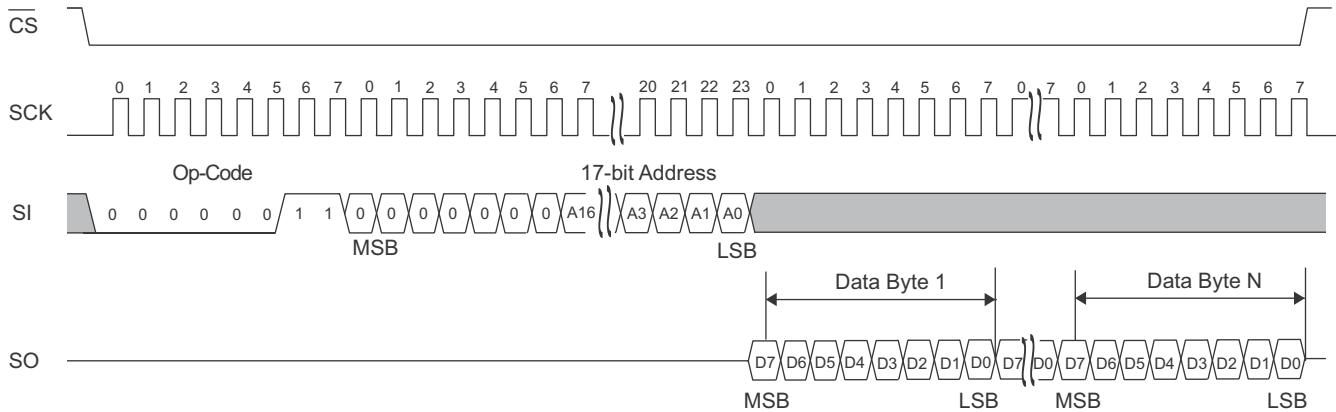 CS
0 1 2 3 4 5 6 7 0 1 2 3 4 5 6 7 20 21 22 23 0 1 2 3 4 5 6 7 0 7 0 1 2 3 4 5 6 7
SCK
Op-Code 17-bit Address
SI 0 0 0 0 0 0 1 1 0 0 0 0 0 0 0 A16 A3 A2 A1 A0
MSB LSB
Data Byte 1 Data Byte N
SO D7 D6 D5 D4 D3 D2 D1 D0 D7 D0 D7 D6 D5 D4 D3 D2 D1 D0
MSB LSB MSB LSB